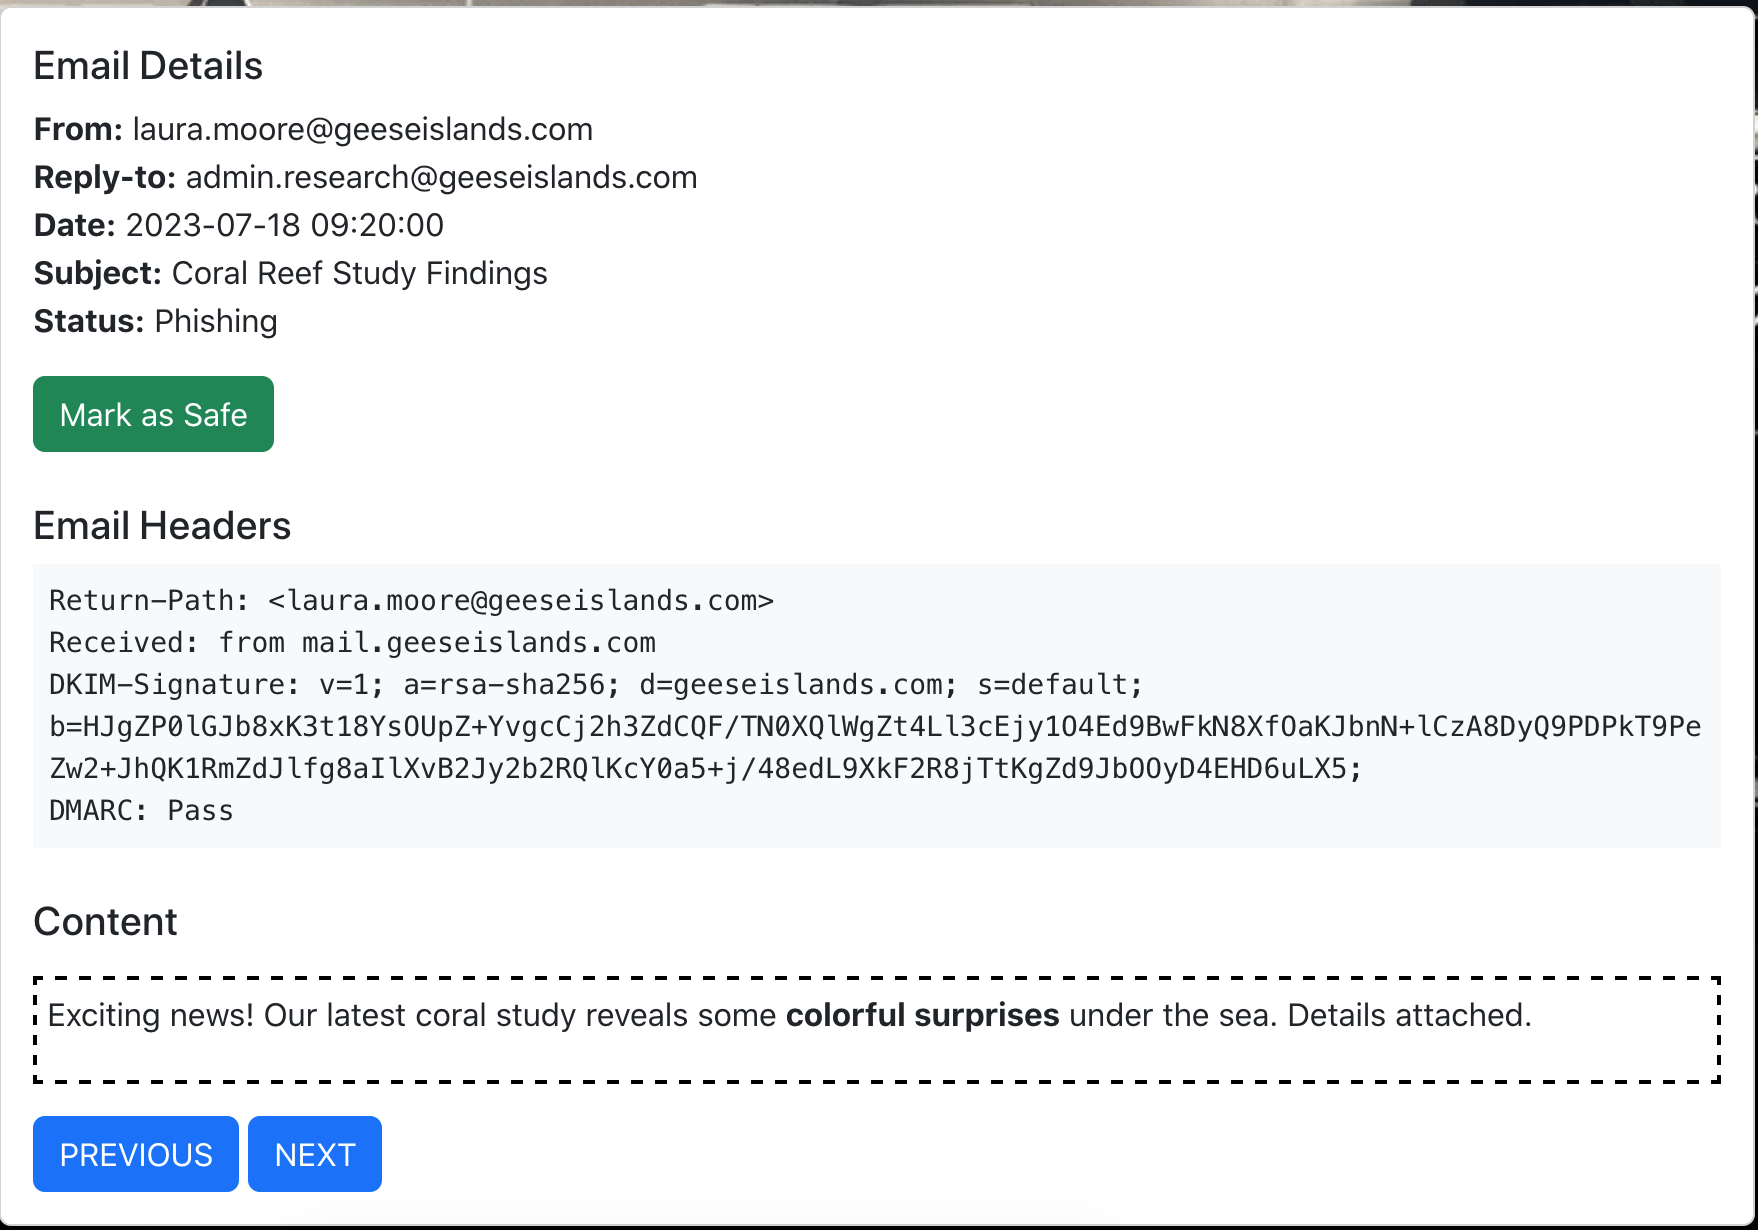 Email Details
From: laura.moore@geeseislands.com
Reply-to: admin.research@geeseislands.com
Date: 2023-07-18 09:20:00
Subject: Coral Reef Study Findings
Status: Phishing
Mark as Safe
Email Headers
Return-Path: <laura.moore@geeseislands.com>
Received: from mail.geeseislands.com
DKIM-Signature: v=1; a=rsa-sha256; d=geeseislands.com; s=default;
b=HJgZP0lGJb8xK3t18YsOUpZ+YvgcCj2h3ZdCQF/TN0XQlWgZt4Ll3cEjy1O4Ed9BwFkN8XfOaKJbnN+lCzA8DyQ9PDPkT9Pe
Zw2+JhQK1RmZdJlfg8aIlXvB2Jy2b2RQlKcY0a5+j/48edL9XkF2R8jTtKgZd9JbOOyD4EHD6uLX5;
DMARC: Pass
Content
Exciting news! Our latest coral study reveals some colorful surprises under the sea. Details attached.
PREVIOUS NEXT